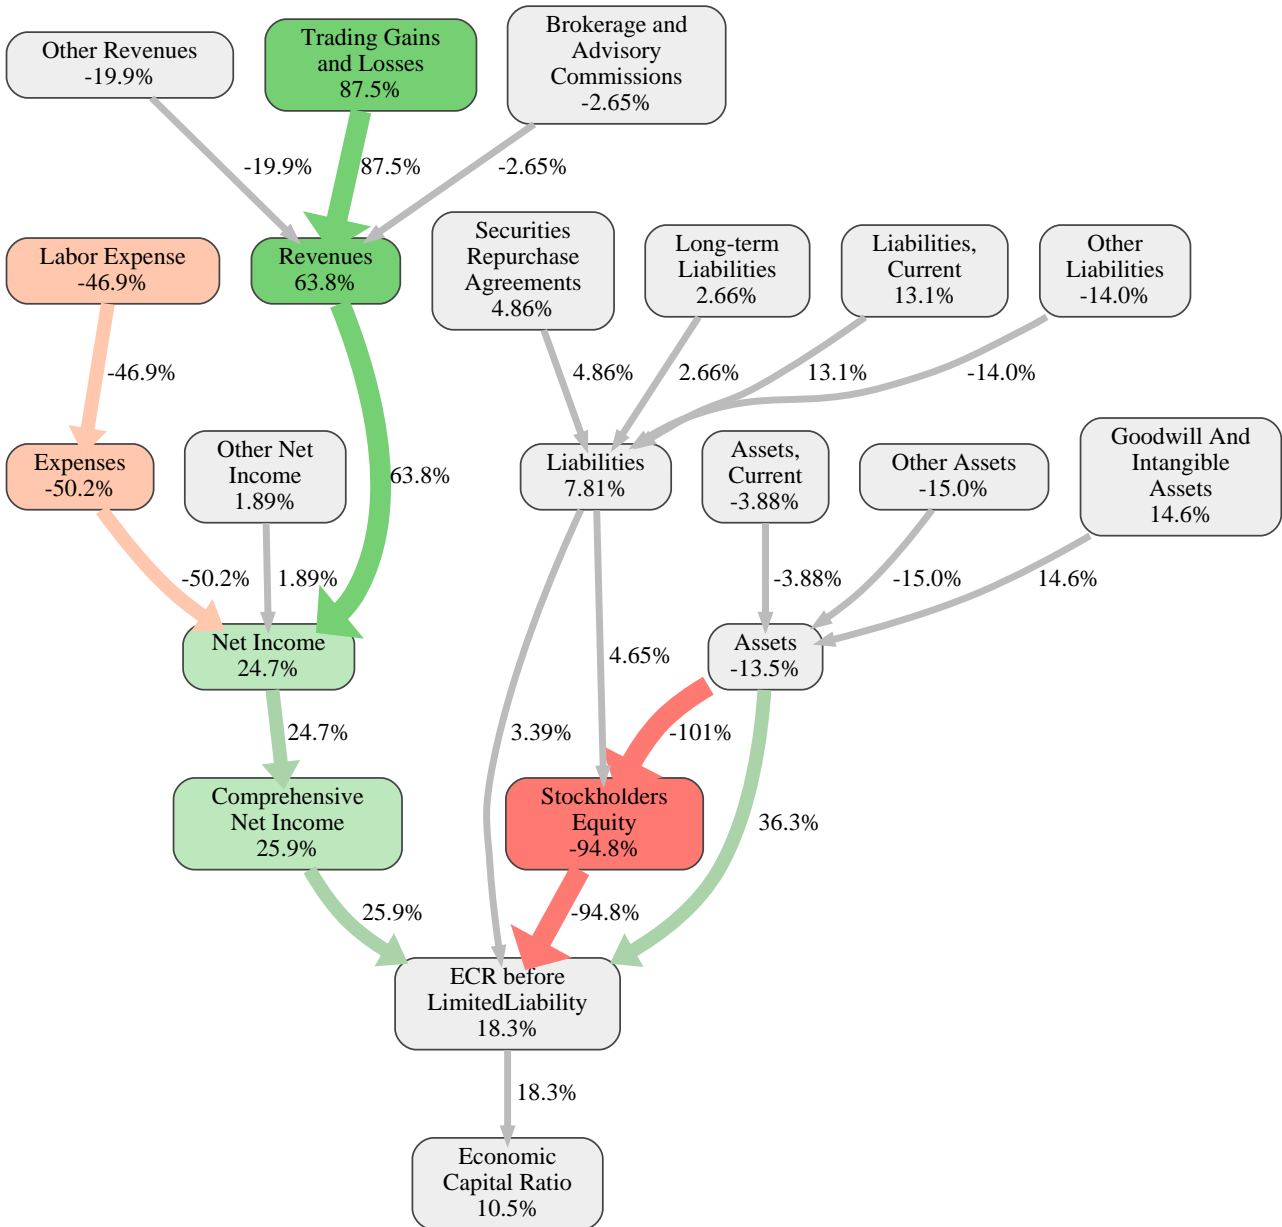 Other Revenues
-19.9%
Trading Gains
and Losses
87.5%
Brokerage and
Advisory
Commissions
-2.65%
-19.9%
87.5%
-2.65%
Labor Expense
-46.9%
Revenues
63.8%
Securities
Repurchase
Agreements
4.86%
Long-term
Liabilities
2.66%
Liabilities,
Current
13.1%
Other
Liabilities
-14.0%
-46.9%
4.86%
2.66%
13.1%
-14.0%
Expenses
-50.2%
Other Net
Income
1.89%
63.8%
Liabilities
7.81%
Assets,
Current
-3.88%
Other Assets
-15.0%
Goodwill And
Intangible
Assets
14.6%
-50.2%
1.89%
-3.88%
-15.0%
14.6%
Net Income
24.7%
4.65%
Assets
-13.5%
24.7%
3.39%
-101%
Comprehensive
Net Income
25.9%
Stockholders
Equity
-94.8%
36.3%
25.9%
-94.8%
ECR before
LimitedLiability
18.3%
18.3%
Economic
Capital Ratio
10.5%